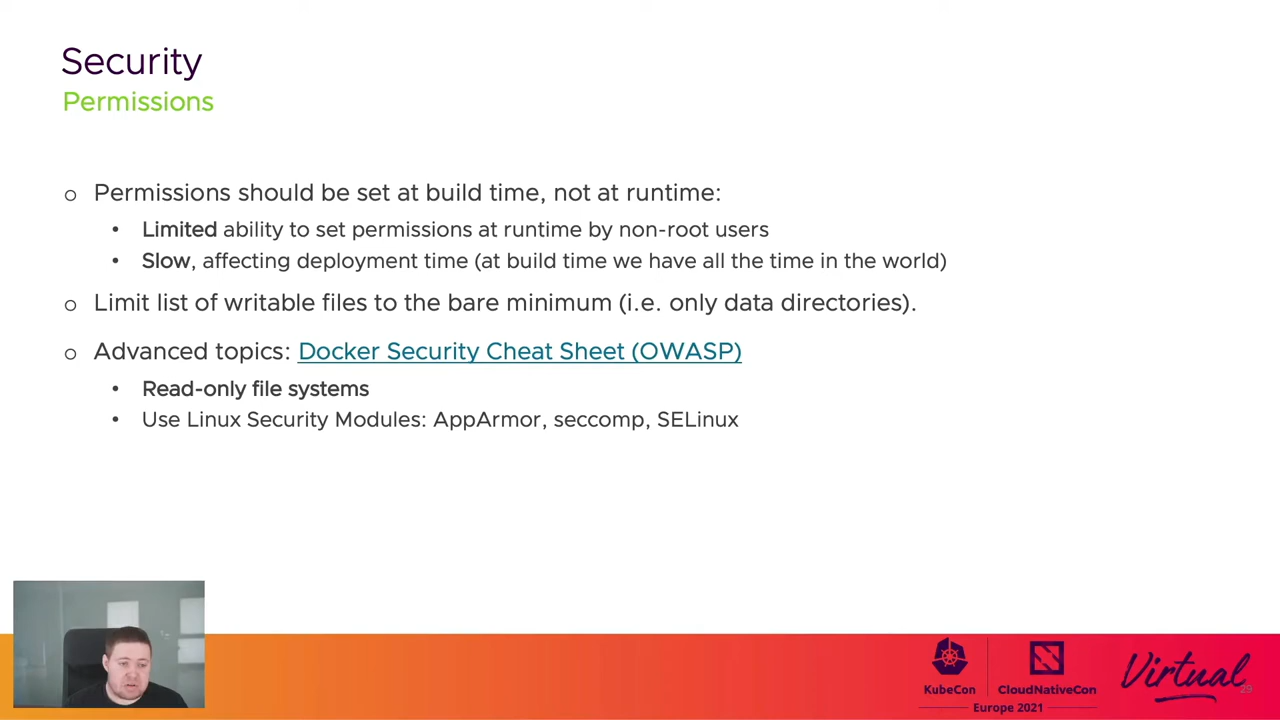 Security
Permissions
o Permissions should be set at build time, not at runtime:
• Limited ability to set permissions at runtime by non-root users
• Slow, affecting deployment time (at build time we have all the time in the world)
o Limit list of writable files to the bare minimum (i.e. only data directories).
o Advanced topics: Docker Security Cheat Sheet (OWASP)
• Read-only file systems
• Use Linux Security Modules: AppArmor, seccomp, SELinux
KubeCon CloudNativeCon
Europe 2021
Virtual
29